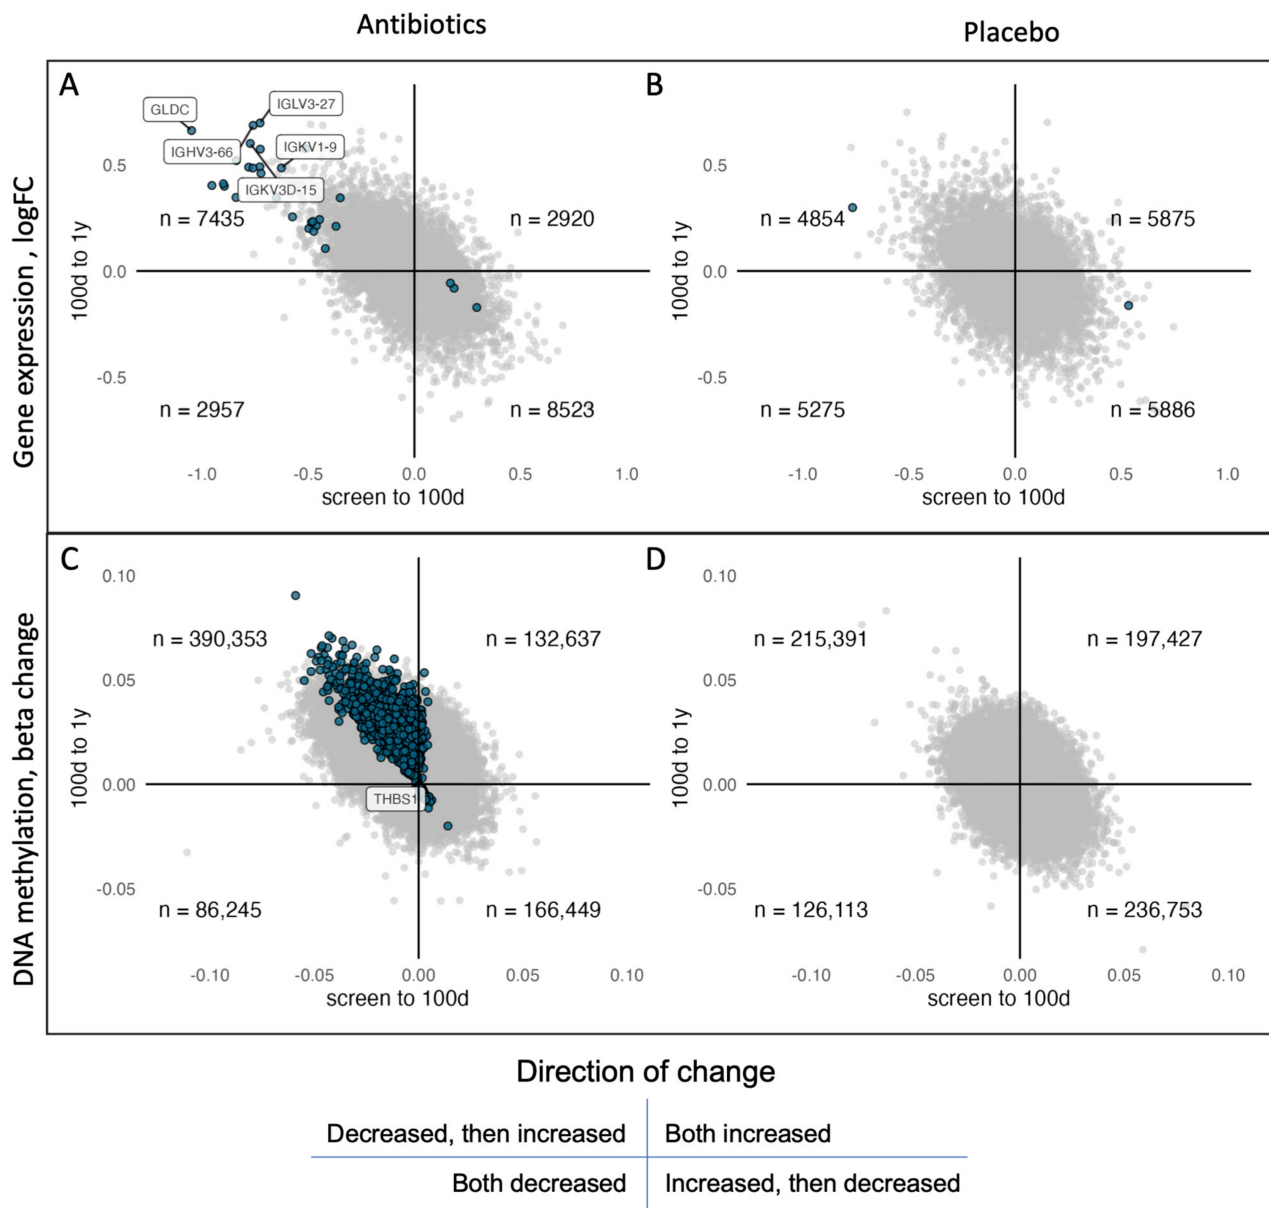 Antibiotics
Placebo
Gene expression , logFC
A
GLDC
IGLV3-27
IGHV3-66
IGKV1-9
IGKV3D-15
0.5
0.0
-0.5
100d to 1y
n = 7435
n = 2920
n = 2957
n = 8523
-1.0 -0.5 0.0 0.5 1.0
screen to 100d
B
0.5
0.0
-0.5
100d to 1y
n = 4854
n = 5875
n = 5275
n = 5886
-1.0 -0.5 0.0 0.5 1.0
screen to 100d
DNA methylation, beta change
C
0.10
0.05
0.00
-0.05
100d to 1y
n = 390,353
n = 132,637
THBS1
n = 86,245
n = 166,449
-0.10 -0.05 0.00 0.05 0.10
screen to 100d
D
0.10
0.05
0.00
-0.05
100d to 1y
n = 215,391
n = 197,427
n = 126,113
n = 236,753
-0.10 -0.05 0.00 0.05 0.10
screen to 100d
Direction of change
Decreased, then increased
Both increased
Both decreased
Increased, then decreased